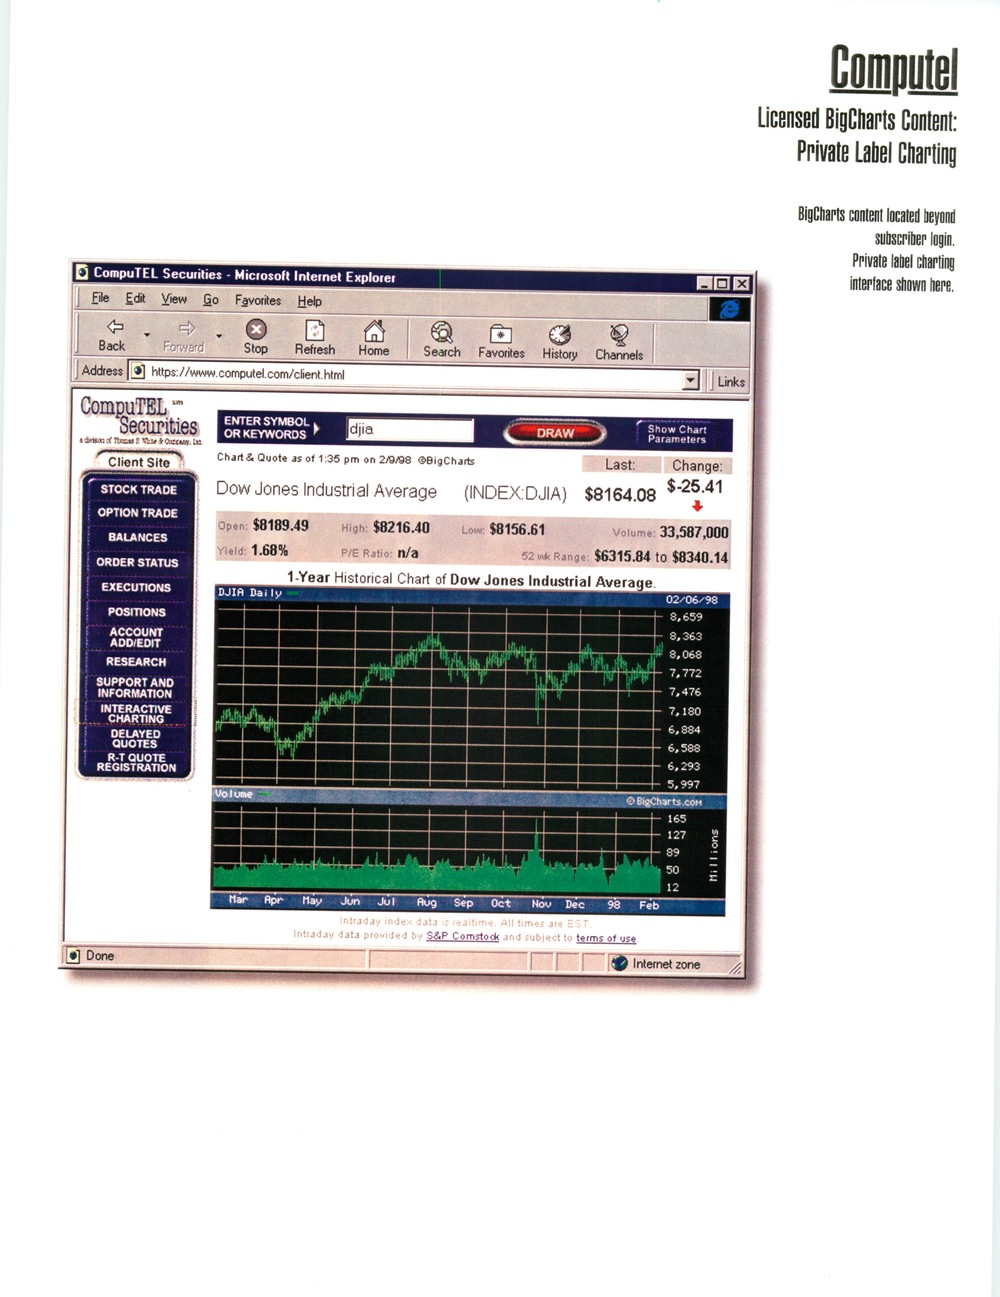 Computel
Licensed BigCharts Content:
Private Label Charting
BigCharts content located beyond
subscriber login.
Private label charting
interface shown here.
CompuTEL Securities - Microsoft Internet Explorer
File Edit View Go Favorites Help
Back Forward Stop Refresh Home Search Favorites History Channels
Address https://www.computel.com/client.html Links
CompuTEL sm
Securities
a division of Thomas F. White & Company, Inc.
Client Site
STOCK TRADE
OPTION TRADE
BALANCES
ORDER STATUS
EXECUTIONS
POSITIONS
ACCOUNT
ADD/EDIT
RESEARCH
SUPPORT AND
INFORMATION
INTERACTIVE
CHARTING
DELAYED
QUOTES
R-T QUOTE
REGISTRATION
ENTER SYMBOL
OR KEYWORDS
djia
DRAW
Show Chart
Parameters
Chart & Quote as of 1:35 pm on 2/9/98 ©BigCharts
Last: Change:
Dow Jones Industrial Average (INDEX:DJIA) $8164.08 $-25.41
Open: $8189.49 High: $8216.40 Low: $8156.61 Volume: 33,587,000
Yield: 1.68% P/E Ratio: n/a 52 wk Range: $6315.84 to $8340.14
1-Year Historical Chart of Dow Jones Industrial Average.
DJIA Daily 02/06/98
8,659
8,363
8,068
7,772
7,476
7,180
6,884
6,588
6,293
5,997
Volume © BigCharts.com
165
127
89
50
12
Millions
Mar Apr May Jun Jul Aug Sep Oct Nov Dec 98 Feb
Intraday index data is realtime. All times are EST.
Intraday data provided by S&P Comstock and subject to terms of use.
Done Internet zone